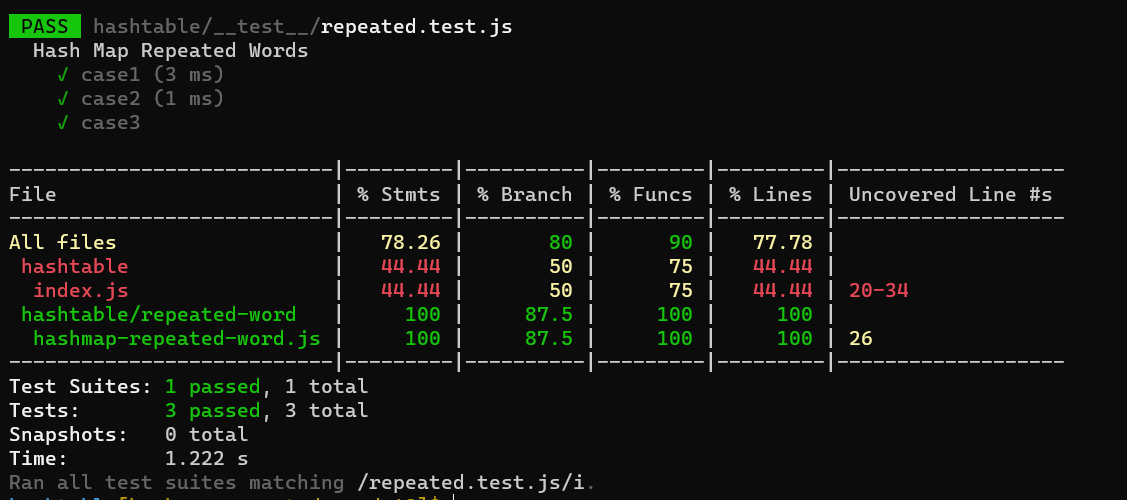 PASS hashtable/__test__/repeated.test.js
Hash Map Repeated Words
√ case1 (3 ms)
√ case2 (1 ms)
√ case3
---------------------------|---------|----------|---------|---------|-------------------
File                       | % Stmts | % Branch | % Funcs | % Lines | Uncovered Line #s
---------------------------|---------|----------|---------|---------|-------------------
All files                  |   78.26 |       80 |      90 |   77.78 |
 hashtable                 |   44.44 |       50 |      75 |   44.44 |
  index.js                 |   44.44 |       50 |      75 |   44.44 | 20-34
 hashtable/repeated-word   |     100 |     87.5 |     100 |     100 |
  hashmap-repeated-word.js |     100 |     87.5 |     100 |     100 | 26
---------------------------|---------|----------|---------|---------|-------------------
Test Suites: 1 passed, 1 total
Tests:       3 passed, 3 total
Snapshots:   0 total
Time:        1.222 s
Ran all test suites matching /repeated.test.js/i.